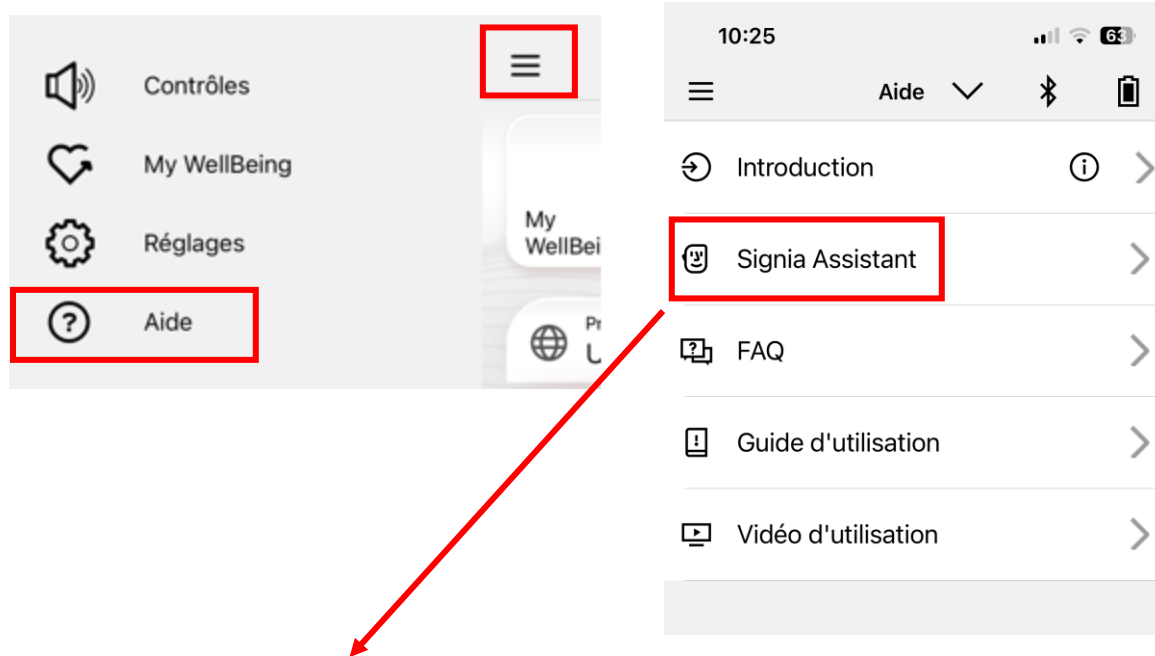 Contrôles
My WellBeing
Réglages
Aide
My
WellBei
Pr
10:25
63
Aide
Introduction
Signia Assistant
FAQ
Guide d'utilisation
Vidéo d'utilisation